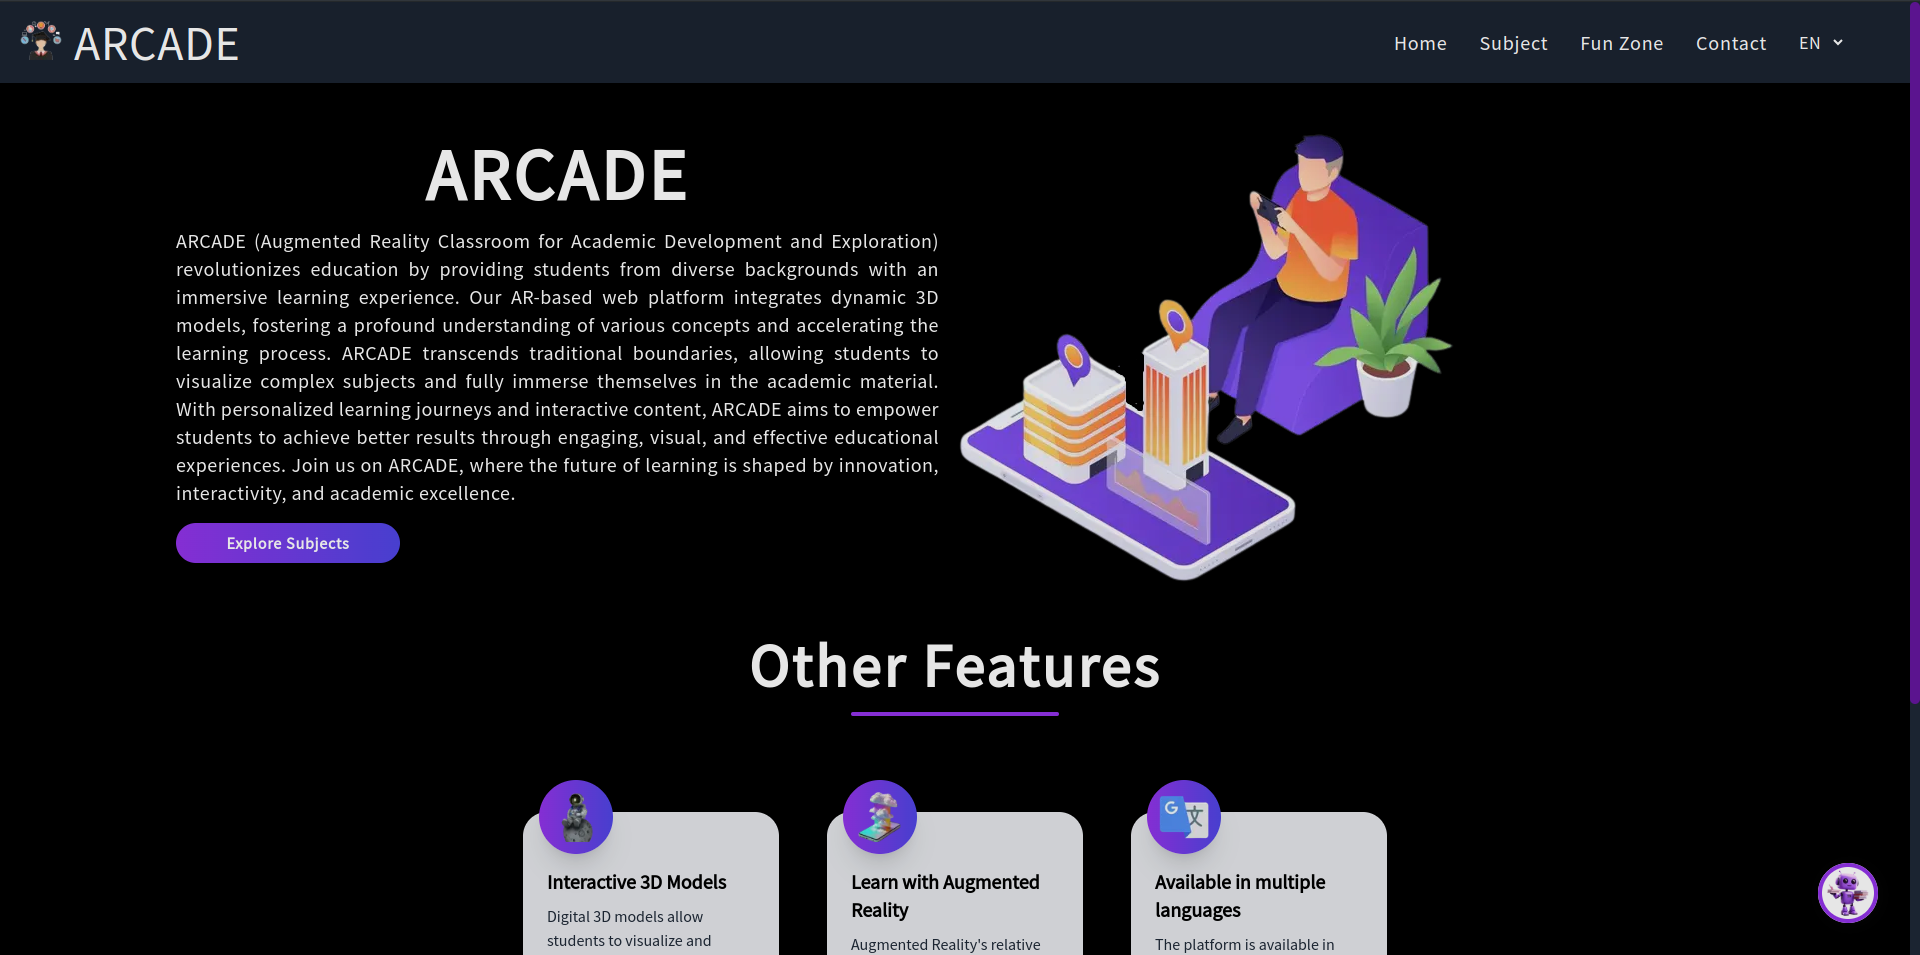 ARCADE
Home Subject Fun Zone Contact EN
ARCADE
ARCADE (Augmented Reality Classroom for Academic Development and Exploration)
revolutionizes education by providing students from diverse backgrounds with an
immersive learning experience. Our AR-based web platform integrates dynamic 3D
models, fostering a profound understanding of various concepts and accelerating the
learning process. ARCADE transcends traditional boundaries, allowing students to
visualize complex subjects and fully immerse themselves in the academic material.
With personalized learning journeys and interactive content, ARCADE aims to empower
students to achieve better results through engaging, visual, and effective educational
experiences. Join us on ARCADE, where the future of learning is shaped by innovation,
interactivity, and academic excellence.
Explore Subjects
Other Features
Interactive 3D Models
Digital 3D models allow
students to visualize and
Learn with Augmented
Reality
Augmented Reality's relative
G 文
Available in multiple
languages
The platform is available in